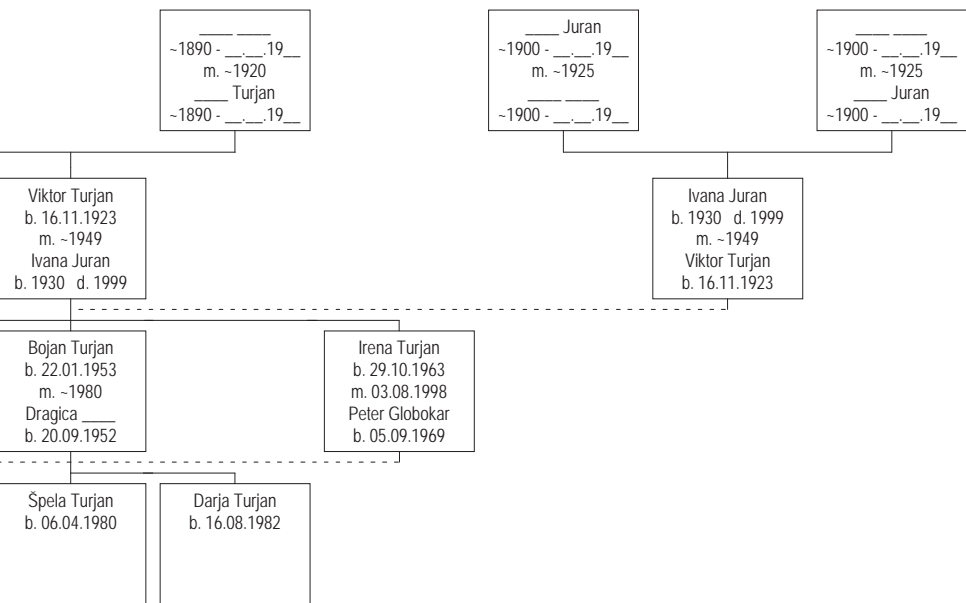 ____ ____
~1890 - __.__.19__
m. ~1920
____ Turjan
~1890 - __.__.19__
____ Juran
~1900 - __.__.19__
m. ~1925
____ ____
~1900 - __.__.19__
____ ____
~1900 - __.__.19__
m. ~1925
____ Juran
~1900 - __.__.19__
Viktor Turjan
b. 16.11.1923
m. ~1949
Ivana Juran
b. 1930 d. 1999
Ivana Juran
b. 1930 d. 1999
m. ~1949
Viktor Turjan
b. 16.11.1923
Bojan Turjan
b. 22.01.1953
m. ~1980
Dragica ____
b. 20.09.1952
Irena Turjan
b. 29.10.1963
m. 03.08.1998
Peter Globokar
b. 05.09.1969
Špela Turjan
b. 06.04.1980
Darja Turjan
b. 16.08.1982